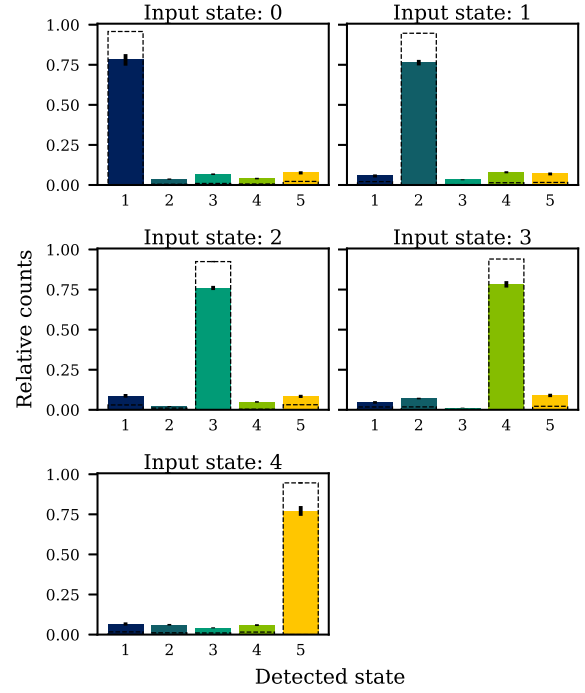 Input state: 0
Input state: 1
1.00
0.75
0.50
0.25
0.00
1 2 3 4 5
1 2 3 4 5
Input state: 2
Input state: 3
Relative counts
1.00
0.75
0.50
0.25
0.00
1 2 3 4 5
1 2 3 4 5
Input state: 4
1.00
0.75
0.50
0.25
0.00
1 2 3 4 5
Detected state